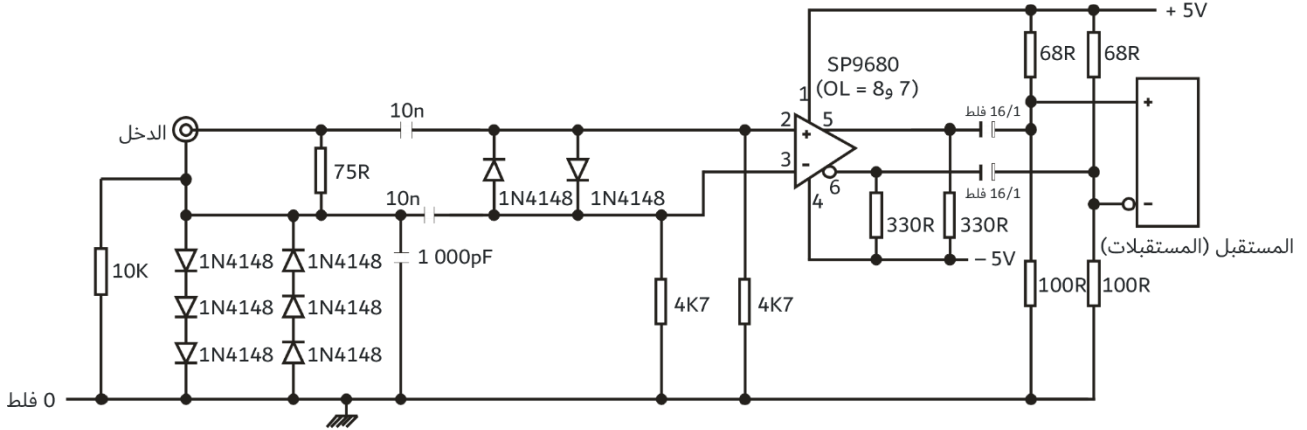 + 5V
68R
68R
SP9680
(OL = 8و 7)
1
10n
2
5
16/1 فلط
+
+
الدخل
75R
3
-
10n
1N4148
1N4148
6
16/1 فلط
4
-
330R
330R
المستقبل (المستقبلات)
10K
1N4148
1N4148
1 000pF
– 5V
100R
100R
1N4148
1N4148
4K7
4K7
1N4148
1N4148
0 فلط